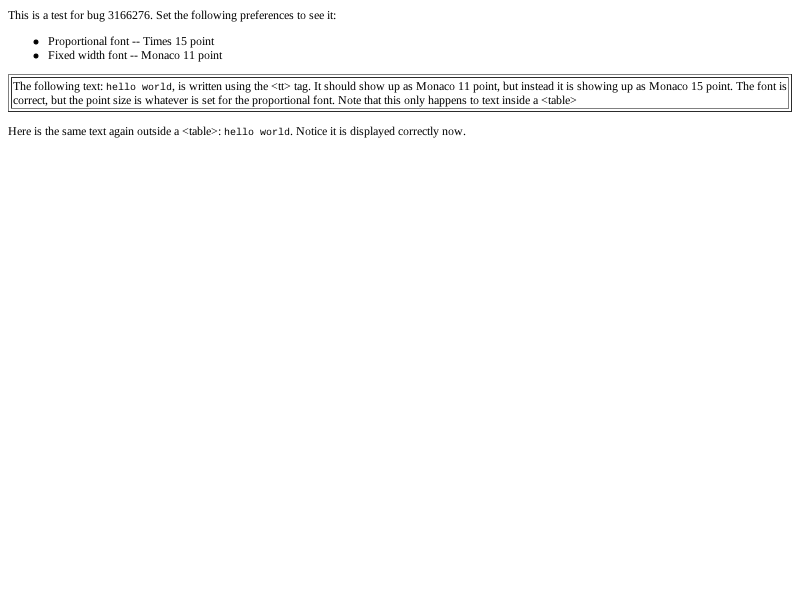 This is a test for bug 3166276. Set the following preferences to see it:
● Proportional font -- Times 15 point
● Fixed width font -- Monaco 11 point
The following text: hello world, is written using the <tt> tag. It should show up as Monaco 11 point, but instead it is showing up as Monaco 15 point. The font is
correct, but the point size is whatever is set for the proportional font. Note that this only happens to text inside a <table>
Here is the same text again outside a <table>: hello world. Notice it is displayed correctly now.